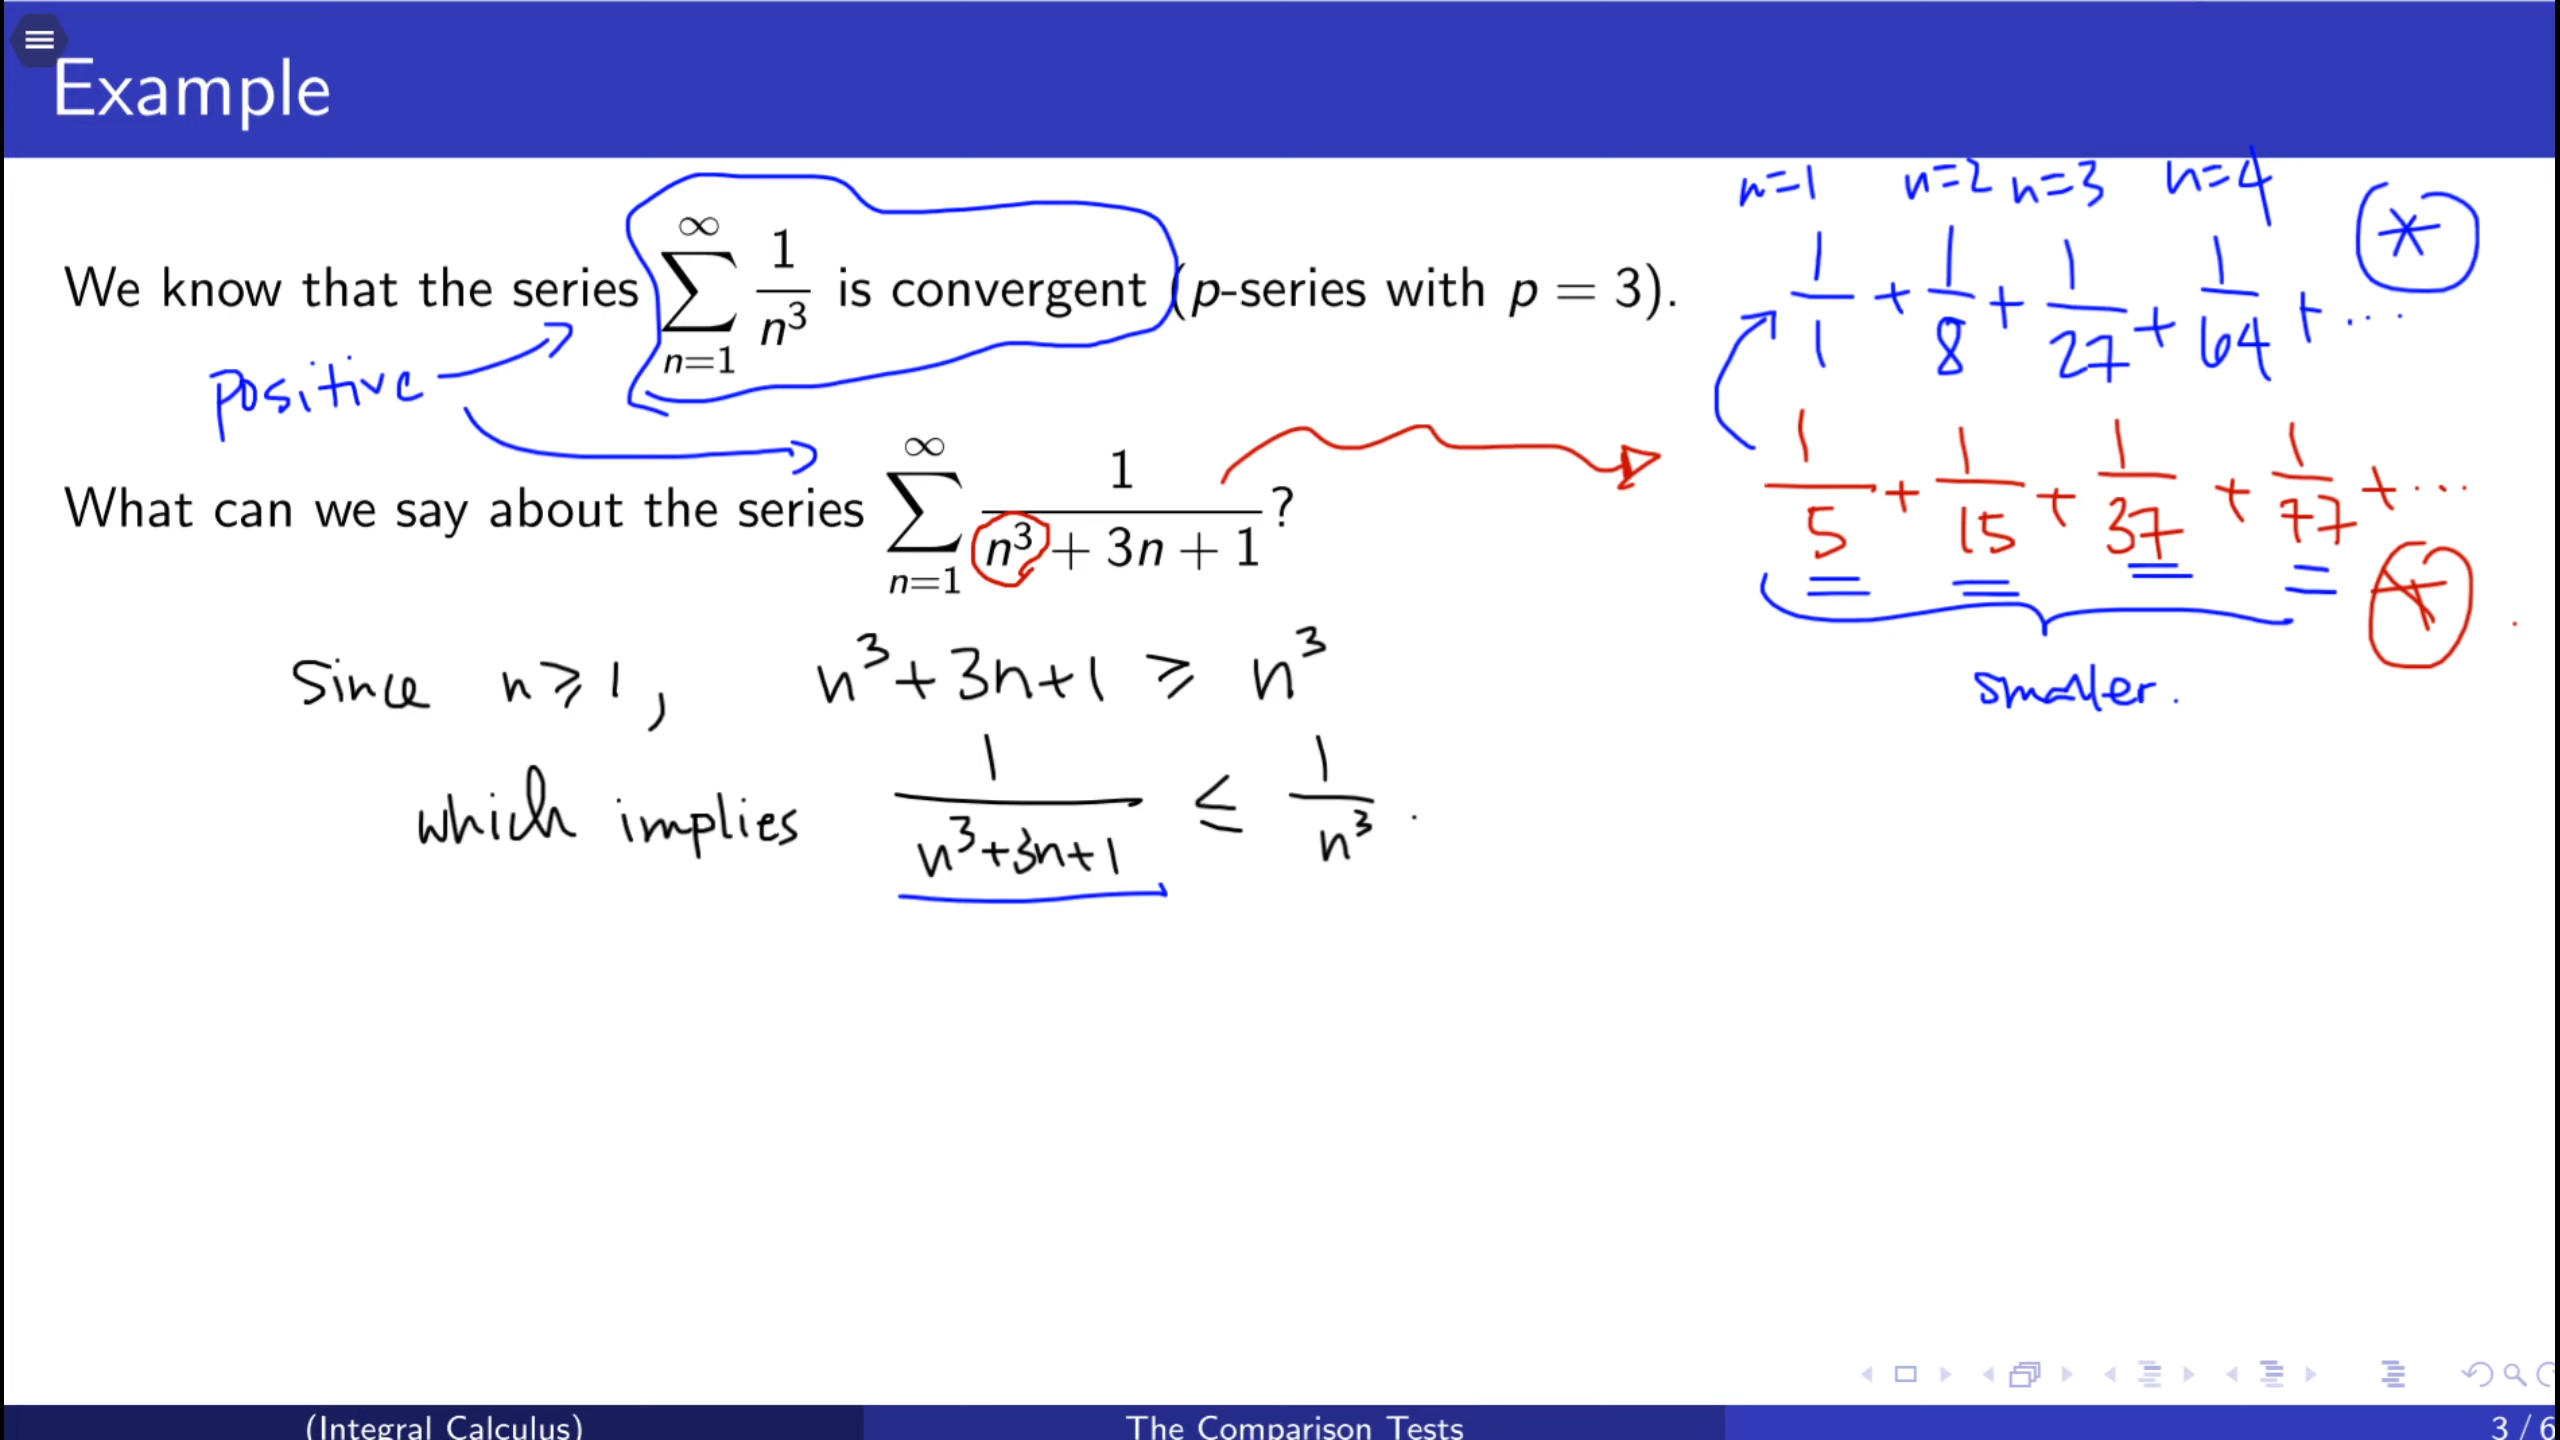 Example
n=1 n=2 n=3 n=4
We know that the series ∑_{n=1}^{∞} 1/n³ is convergent (p-series with p = 3).
1/1 + 1/8 + 1/27 + 1/64 + ... *
positive
What can we say about the series ∑_{n=1}^{∞} 1/(n³ + 3n + 1)?
1/5 + 1/15 + 1/37 + 1/77 + ... *
smaller.
Since n ≥ 1, n³+3n+1 ≥ n³
which implies 1/(n³+3n+1) ≤ 1/n³.
(Integral Calculus) The Comparison Tests 3 / 6